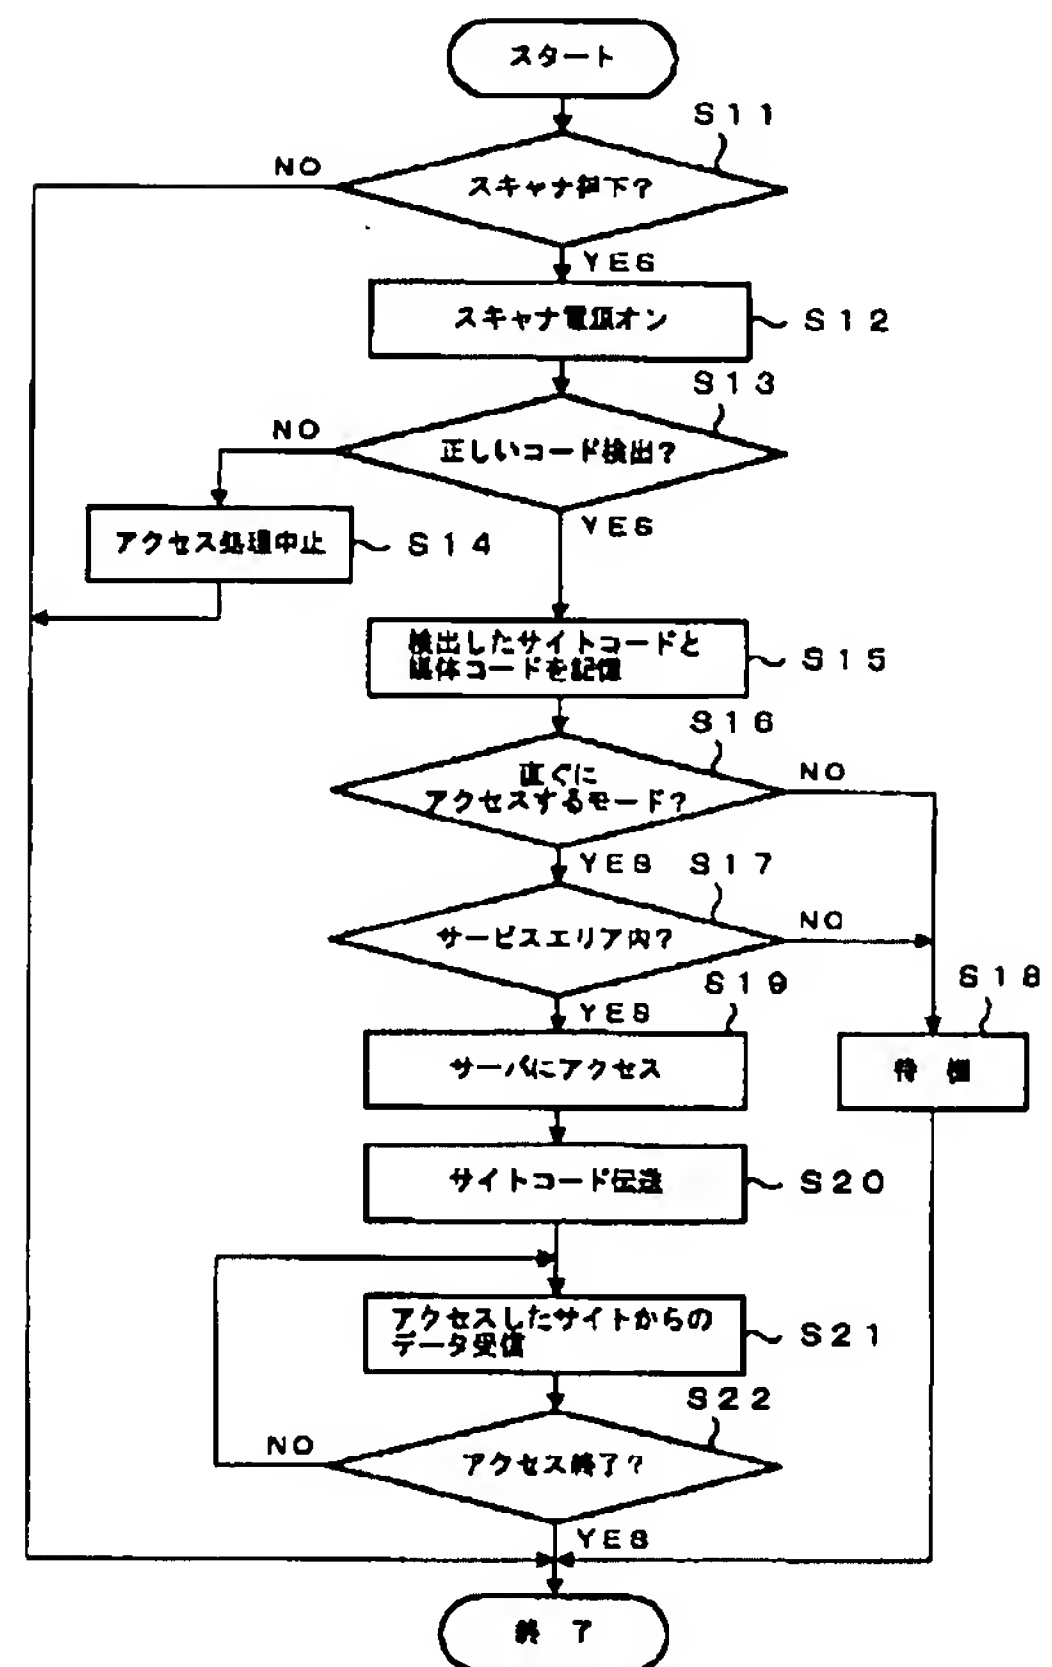 スタート
S11
NO
スキャナ押下?
YES
スキャナ電源オン
S12
S13
NO
正しいコード検出?
YES
アクセス処理中止
S14
検出したサイトコードと
媒体コードを記憶
S15
S16
直ぐに
アクセスするモード?
NO
YES
S17
サービスエリア内?
NO
S18
S19
YES
サーバにアクセス
待 機
サイトコード伝送
S20
アクセスしたサイトからの
データ受信
S21
S22
NO
アクセス終了?
YES
終 了